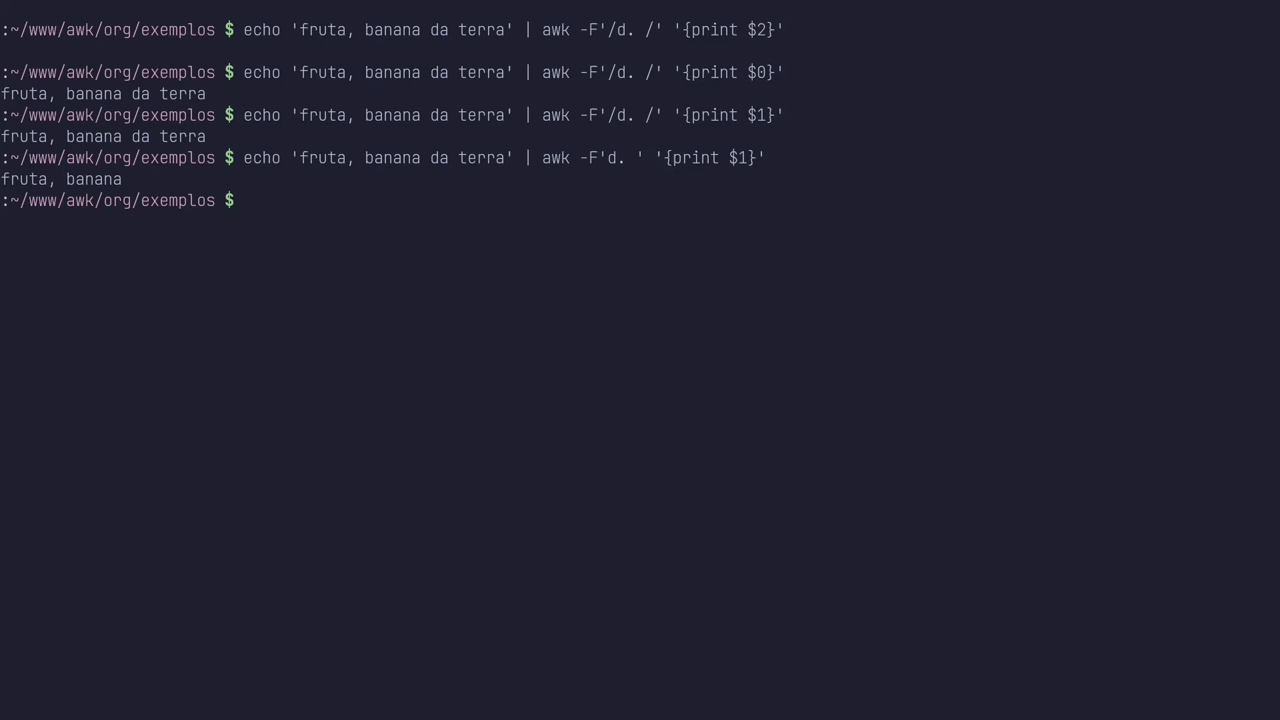 :~/www/awk/org/exemplos $ echo 'fruta, banana da terra' | awk -F'/d. /' '{print $2}'
:~/www/awk/org/exemplos $ echo 'fruta, banana da terra' | awk -F'/d. /' '{print $0}'
fruta, banana da terra
:~/www/awk/org/exemplos $ echo 'fruta, banana da terra' | awk -F'/d. /' '{print $1}'
fruta, banana da terra
:~/www/awk/org/exemplos $ echo 'fruta, banana da terra' | awk -F'd. ' '{print $1}'
fruta, banana
:~/www/awk/org/exemplos $